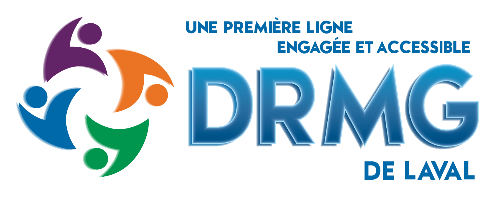 UNE PREMIÈRE LIGNE
ENGAGÉE ET ACCESSIBLE
DRMG
DE LAVAL